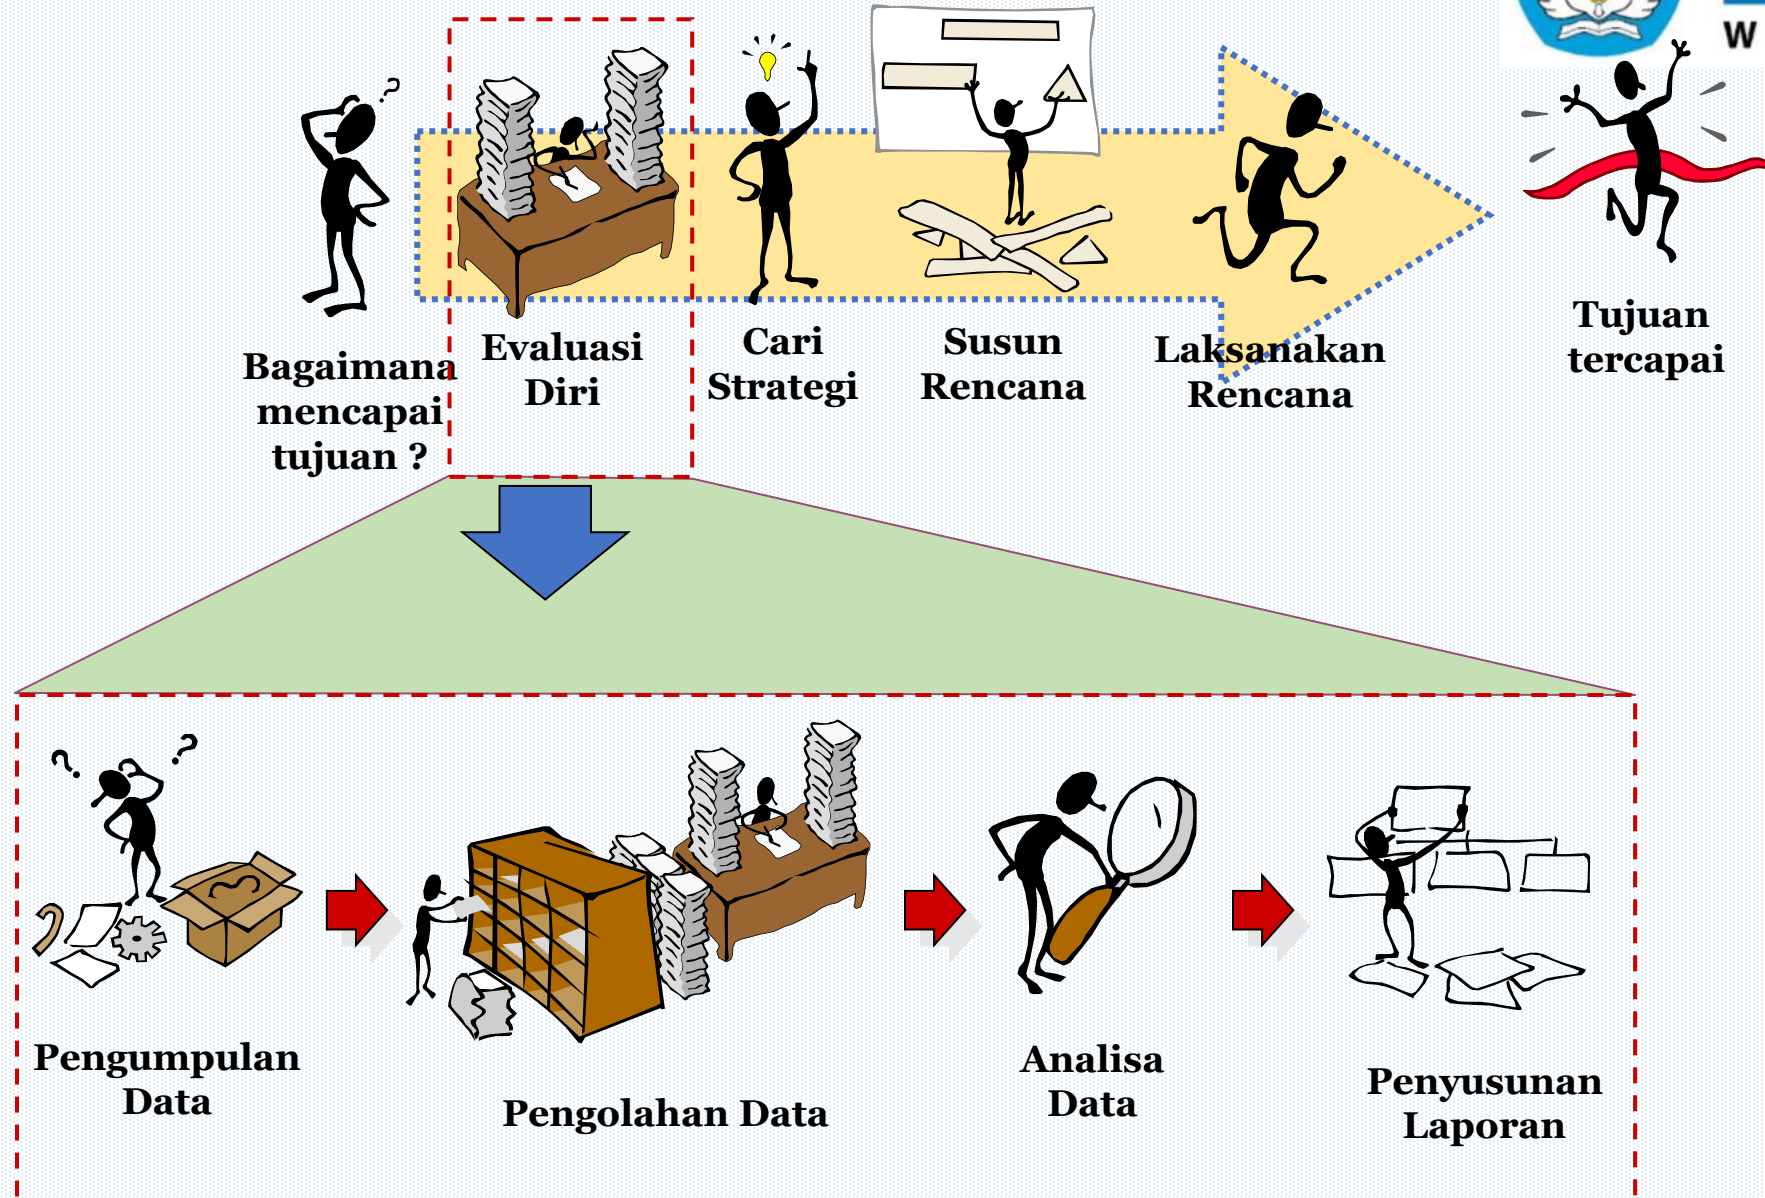 W
Bagaimana
mencapai
tujuan ?
Evaluasi
Diri
Cari
Strategi
Susun
Rencana
Laksanakan
Rencana
Tujuan
tercapai
Pengumpulan
Data
Pengolahan Data
Analisa
Data
Penyusunan
Laporan